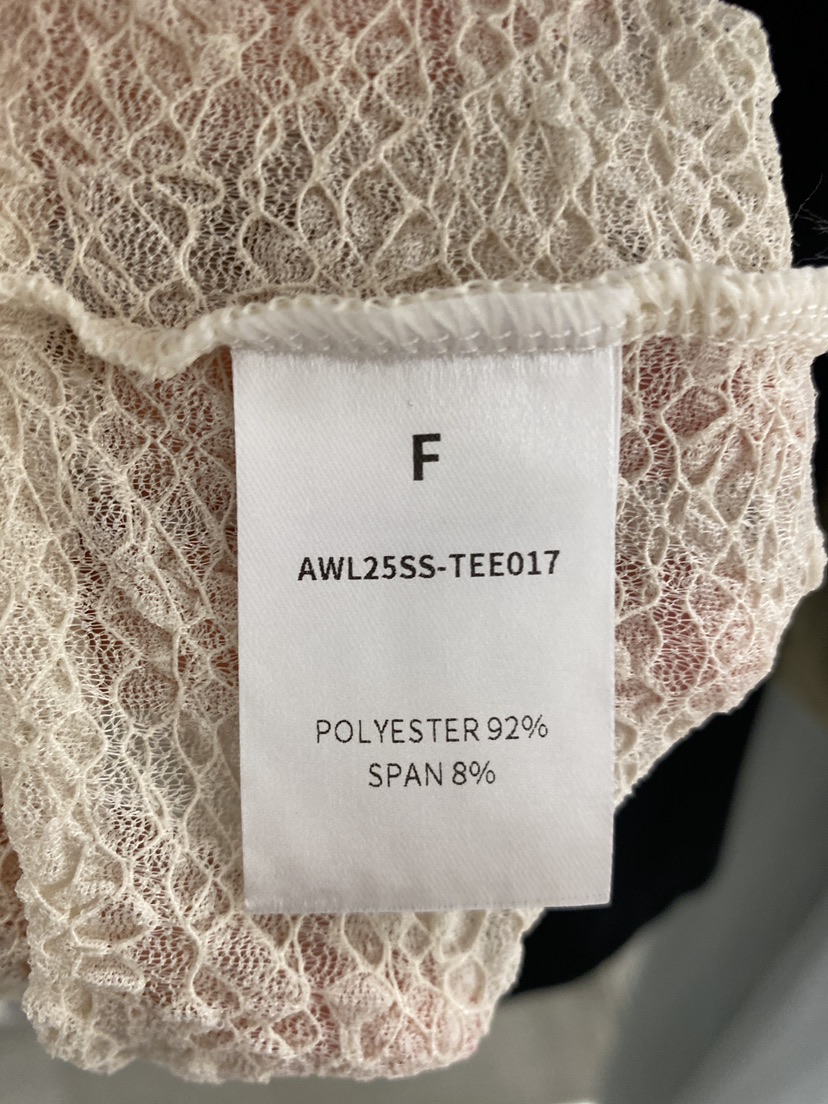 F
AWL25SS-TEE017
POLYESTER 92%
SPAN 8%